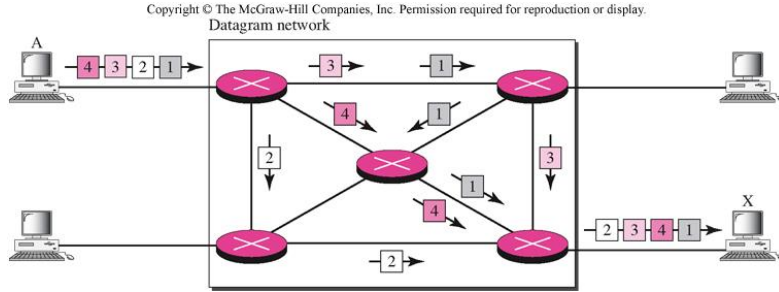 Copyright © The McGraw-Hill Companies, Inc. Permission required for reproduction or display.
Datagram network
A
4 3 2 1
3
1
4
1
2
3
1
4
X
2 3 4 1
2